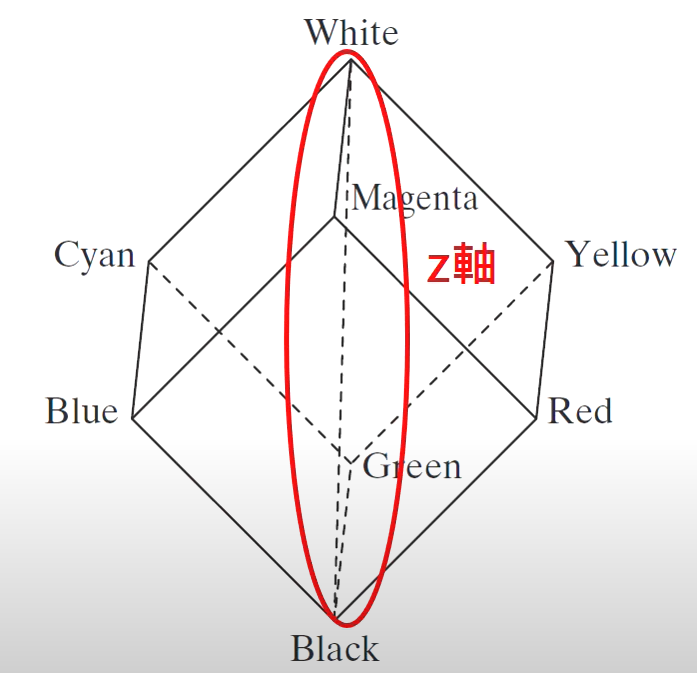 White
Magenta
Cyan
z軸
Yellow
Blue
Red
Green
Black